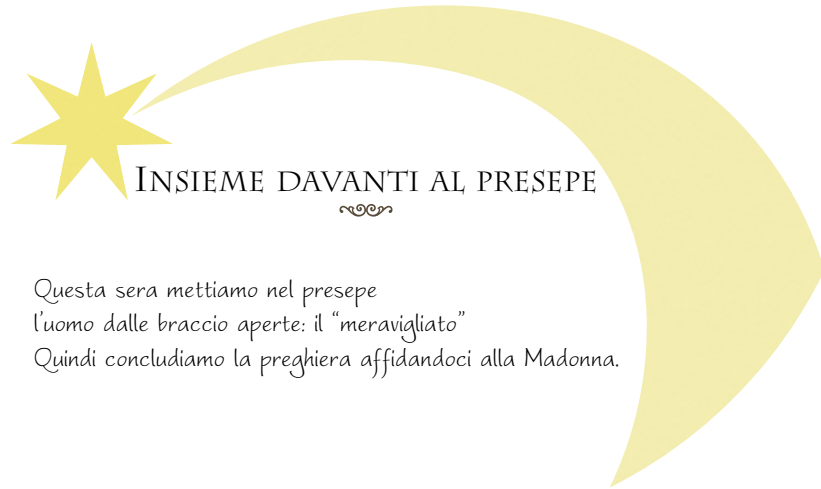 INSIEME DAVANTI AL PRESEPE
Questa sera mettiamo nel presepe
l'uomo dalle braccio aperte: il “meravigliato”
Quindi concludiamo la preghiera affidandoci alla Madonna.